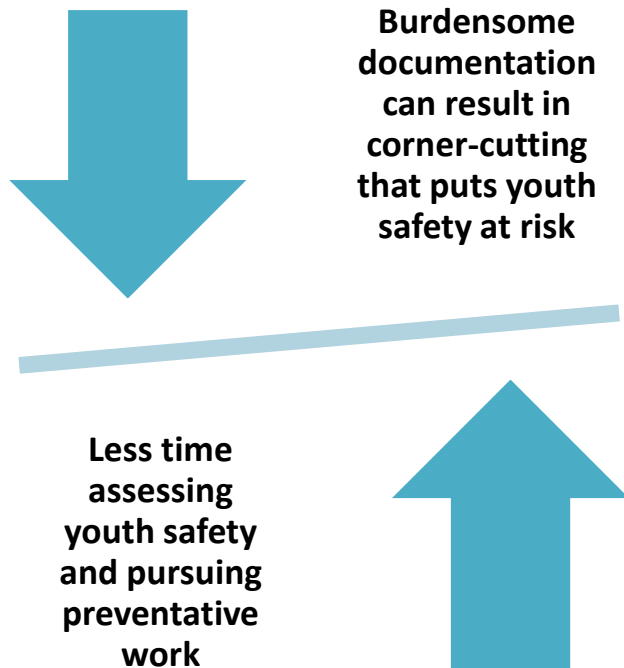 Burdensome
documentation
can result in
corner-cutting
that puts youth
safety at risk
Less time
assessing
youth safety
and pursuing
preventative
work